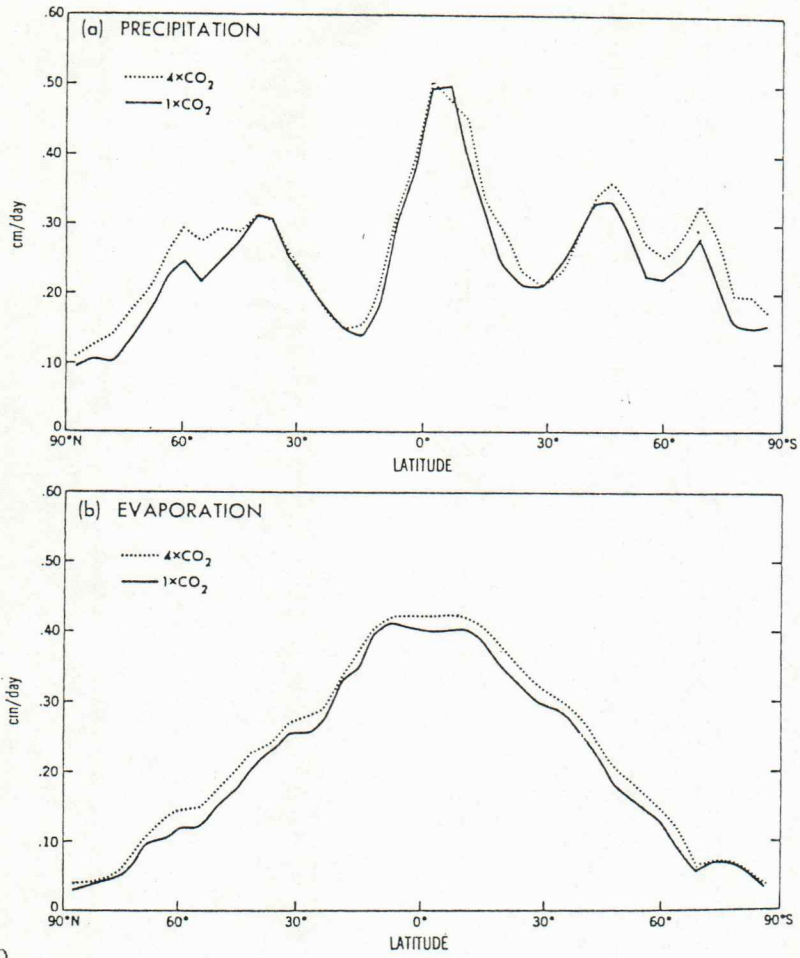 (a) PRECIPITATION
4×CO₂
1×CO₂
.60
.50
.40
.30
.20
.10
0
cm/day
90°N 60° 30° 0° 30° 60° 90°S
LATITUDE
(b) EVAPORATION
4×CO₂
1×CO₂
.60
.50
.40
.30
.20
.10
0
cm/day
90°N 60° 30° 0° 30° 60° 90°S
LATITUDE